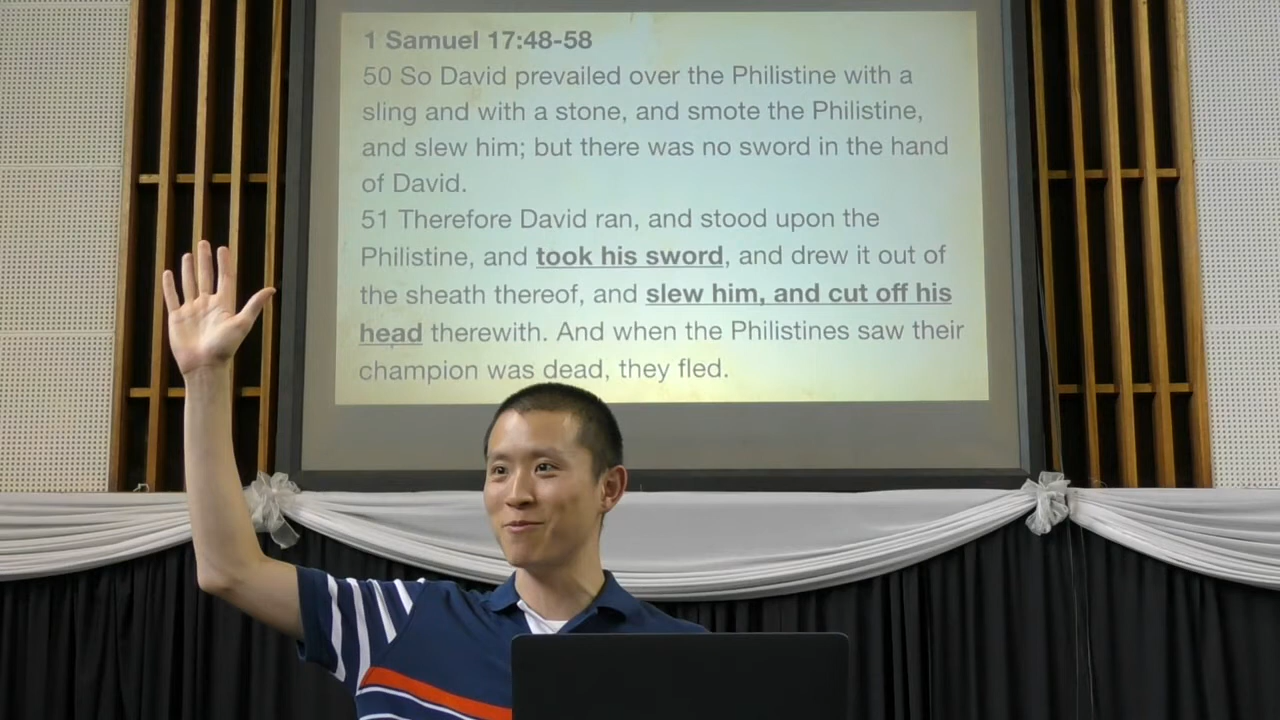 1 Samuel 17:48-58
50 So David prevailed over the Philistine with a
sling and with a stone, and smote the Philistine,
and slew him; but there was no sword in the hand
of David.
51 Therefore David ran, and stood upon the
Philistine, and took his sword, and drew it out of
the sheath thereof, and slew him, and cut off his
head therewith. And when the Philistines saw their
champion was dead, they fled.